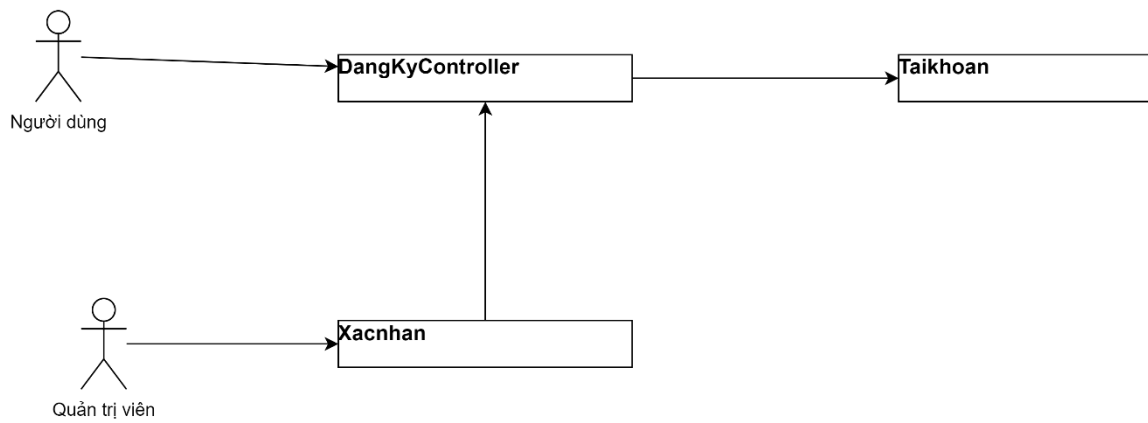 DangKyController
Taikhoan
Người dùng
Xacnhan
Quản trị viên